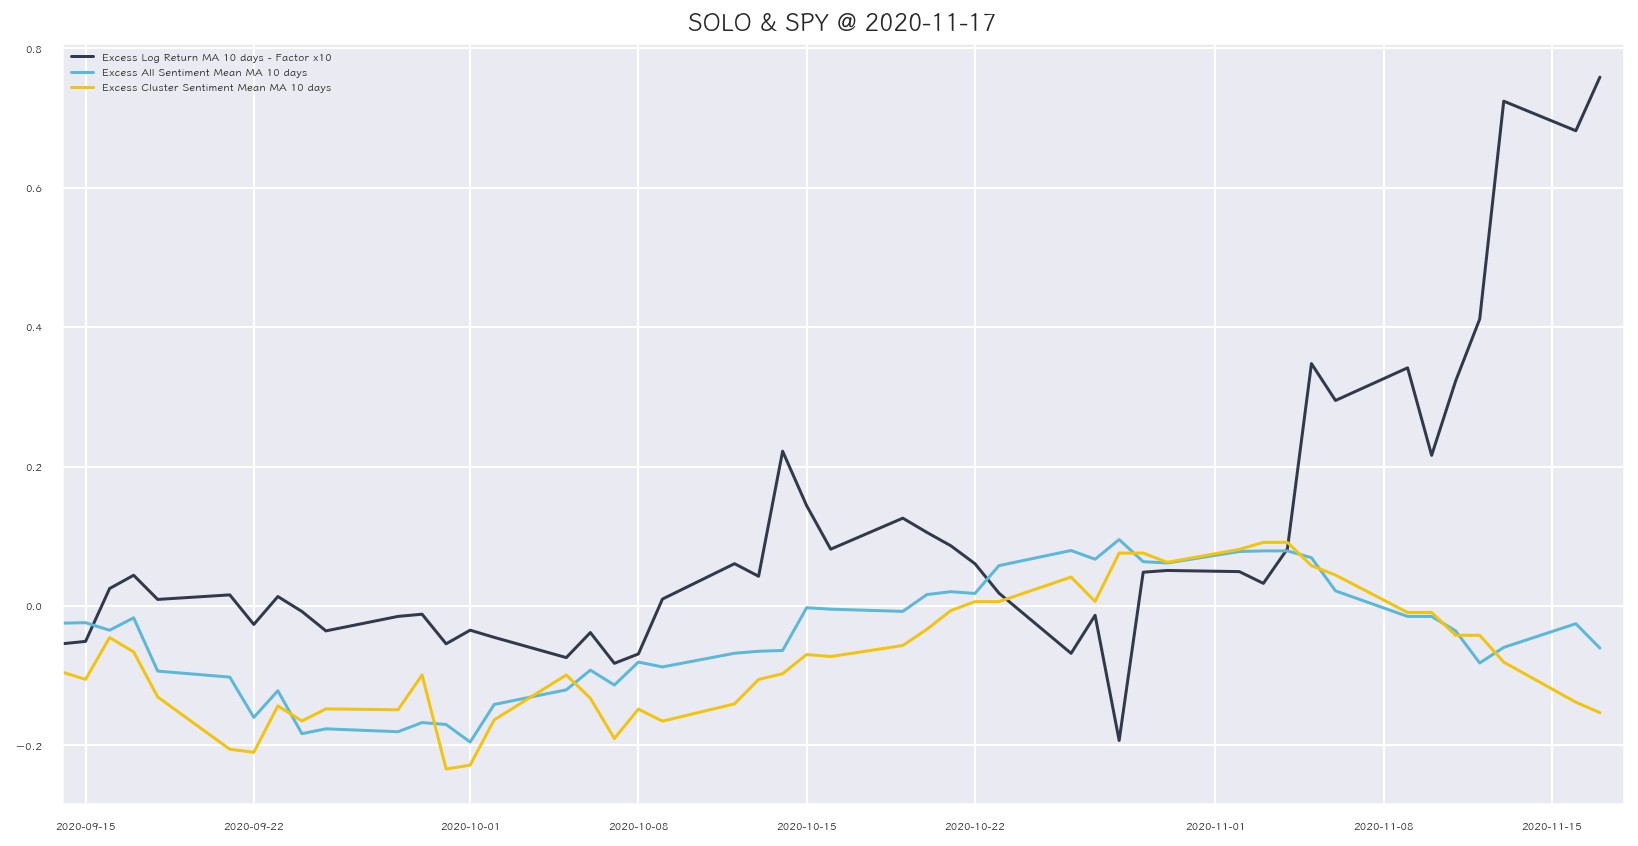 SOLO & SPY @ 2020-11-17
0.8
0.6
0.4
0.2
0.0
−0.2
Excess Log Return MA 10 days - Factor x10
Excess All Sentiment Mean MA 10 days
Excess Cluster Sentiment Mean MA 10 days
2020-09-15 2020-09-22 2020-10-01 2020-10-08 2020-10-15 2020-10-22 2020-11-01 2020-11-08 2020-11-15